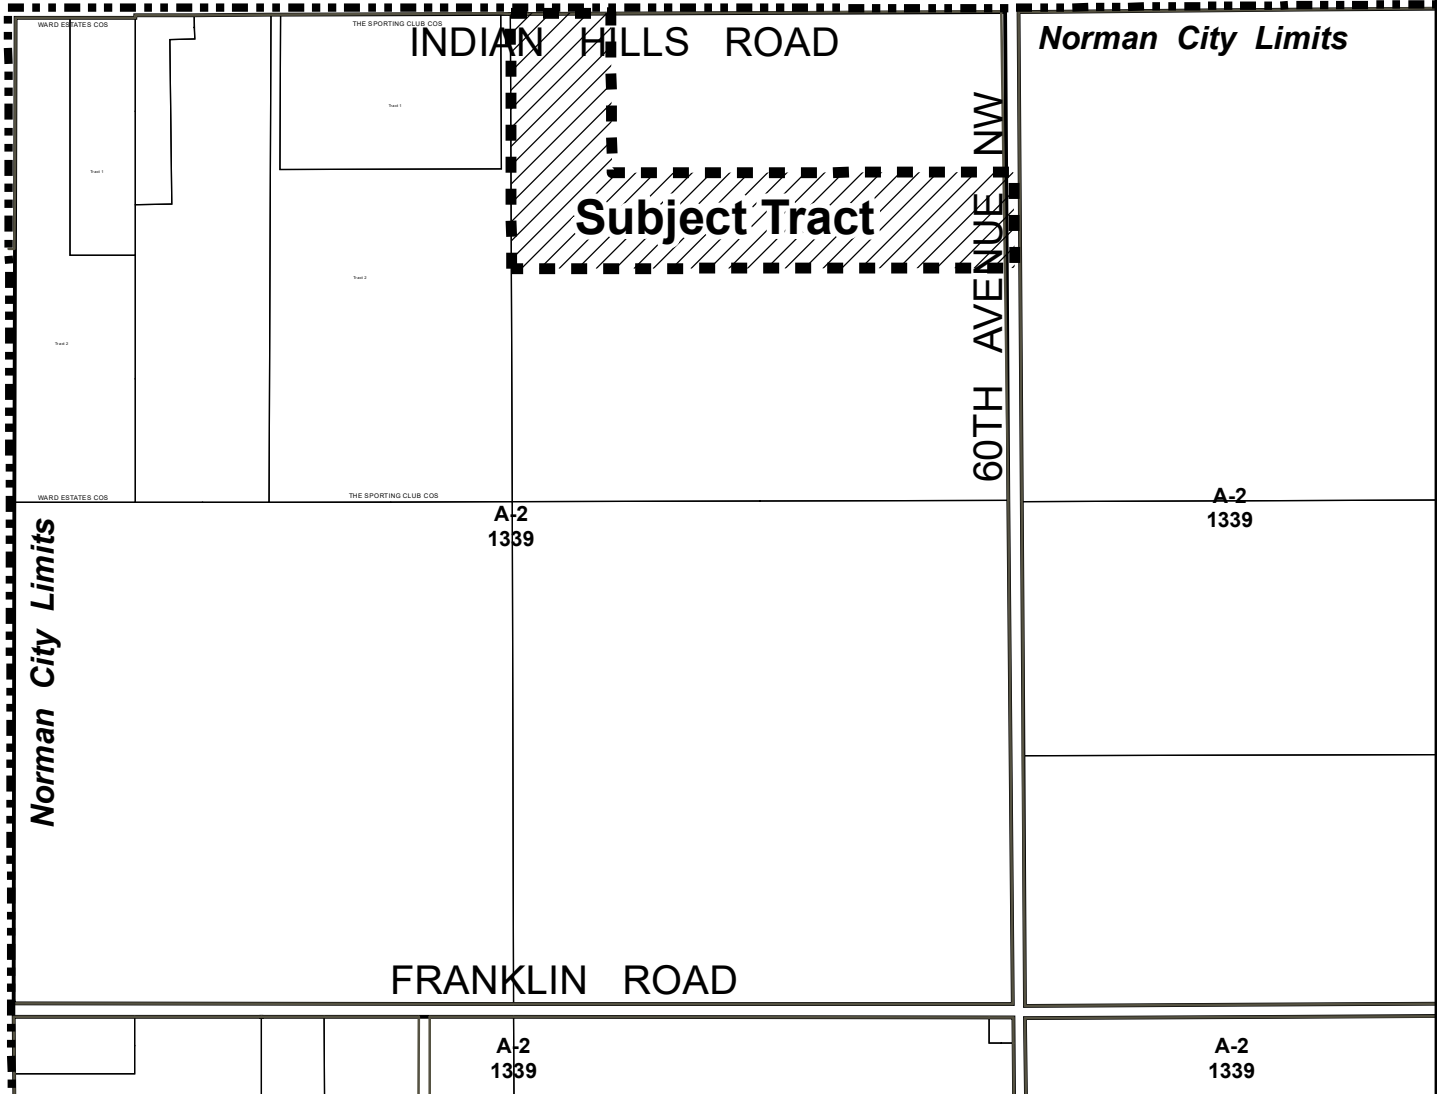 WARD ESTATES COS
THE SPORTING CLUB COS
INDIAN HILLS ROAD
Norman City Limits
Tract 1
Tract 1
60TH AVENUE NW
Subject Tract
Tract 2
Tract 2
WARD ESTATES COS
THE SPORTING CLUB COS
A-2
1339
A-2
1339
Norman City Limits
FRANKLIN ROAD
A-2
1339
A-2
1339